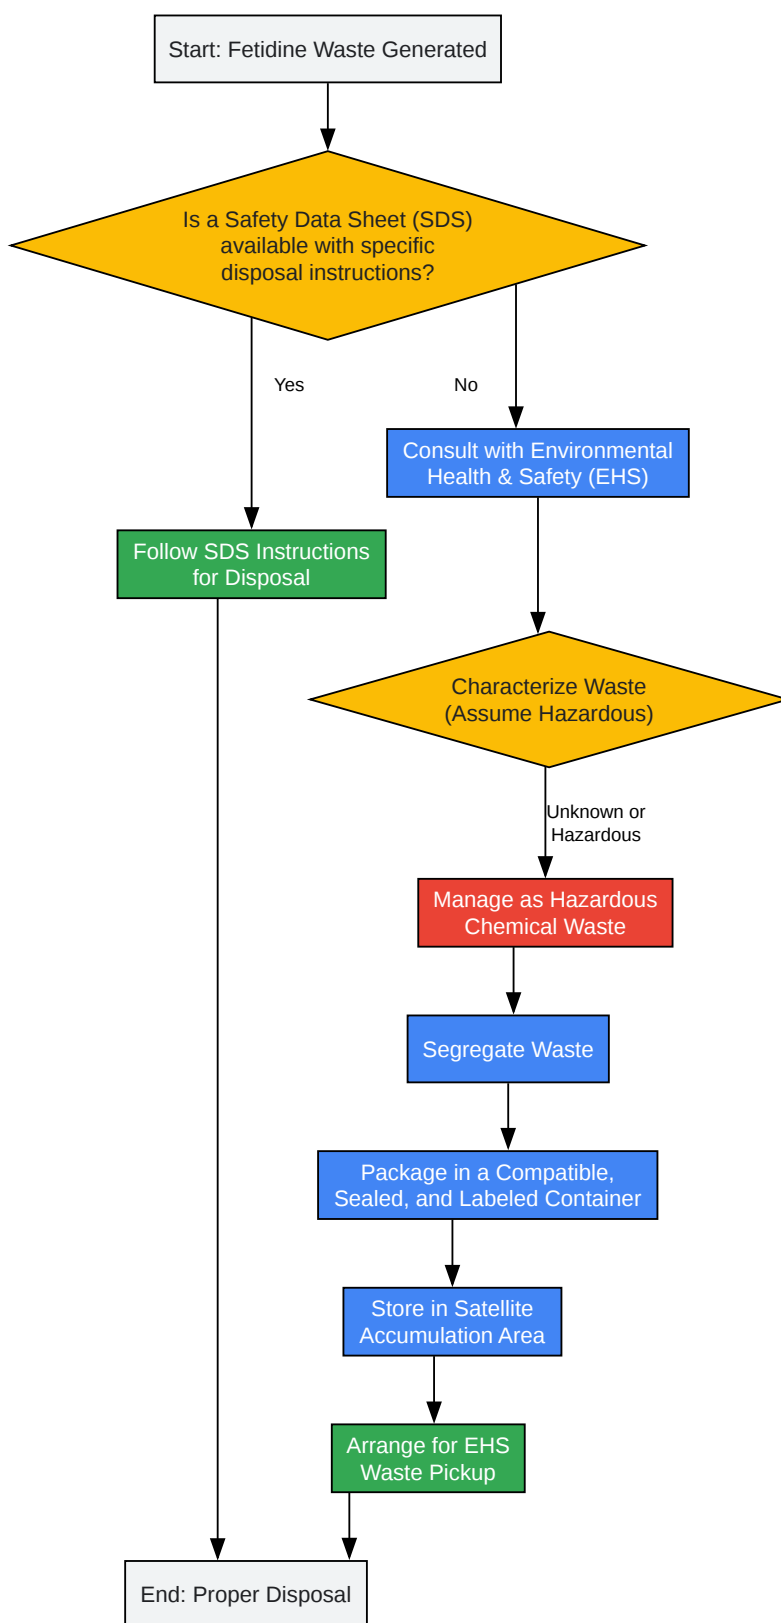 Start: Fetidine Waste Generated
Is a Safety Data Sheet (SDS)
available with specific
disposal instructions?
Yes
No
Consult with Environmental
Health & Safety (EHS)
Follow SDS Instructions
for Disposal
Characterize Waste
(Assume Hazardous)
Unknown or
Hazardous
Manage as Hazardous
Chemical Waste
Segregate Waste
Package in a Compatible,
Sealed, and Labeled Container
Store in Satellite
Accumulation Area
Arrange for EHS
Waste Pickup
End: Proper Disposal